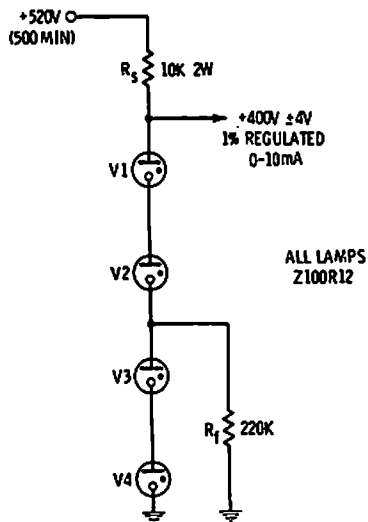 +520V
(500 MIN)
Rs 10K 2W
+400V ±4V
1% REGULATED
0-10mA
V1
V2
ALL LAMPS
Z100R12
V3
Rf 220K
V4